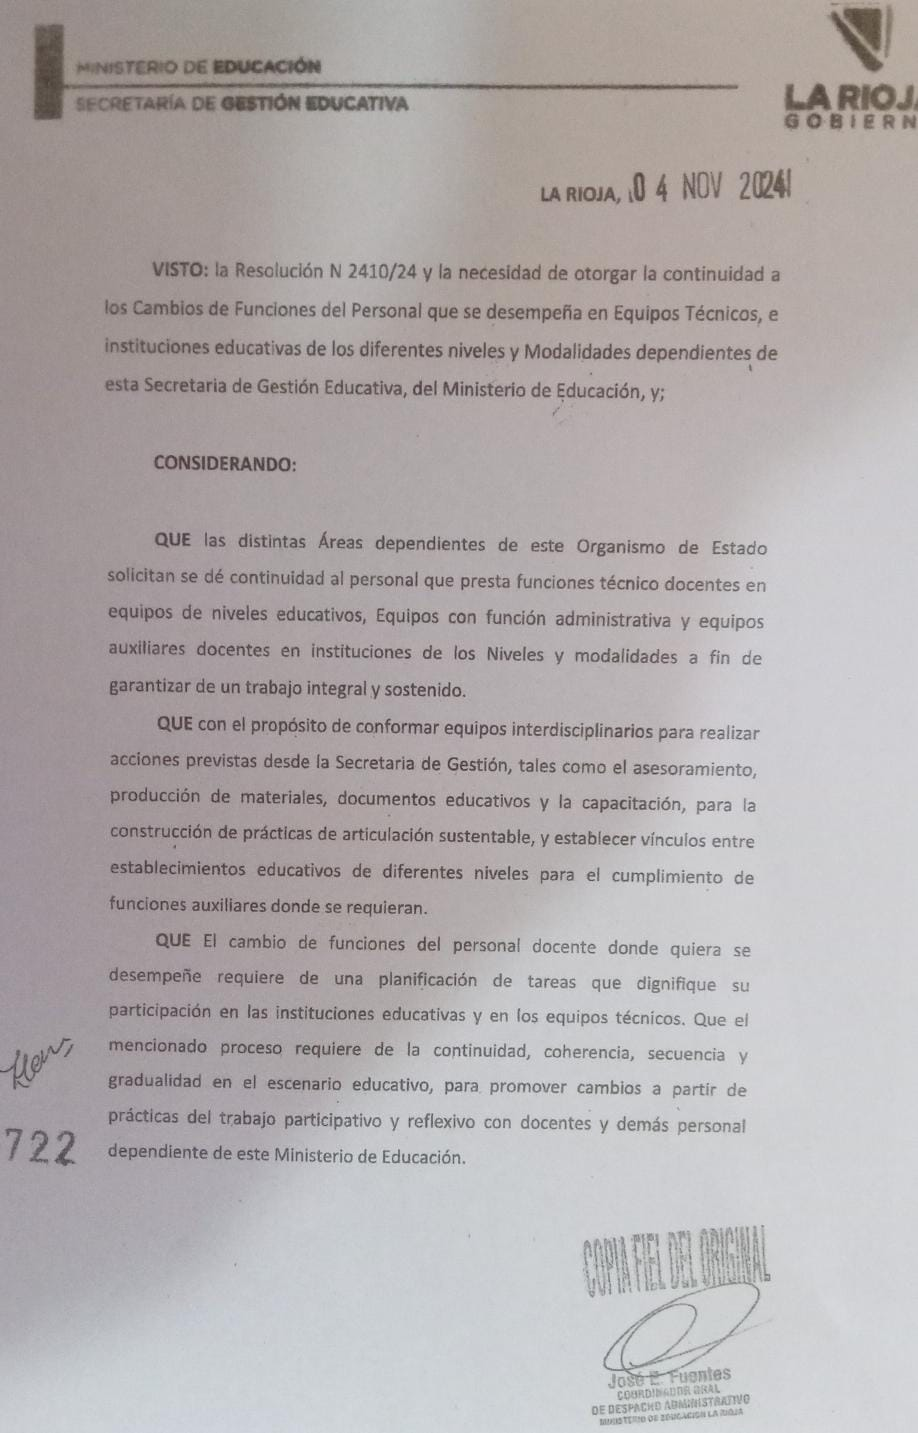 MINISTERIO DE EDUCACIÓN
SECRETARÍA DE GESTIÓN EDUCATIVA
LA RIOJA
GOBIERN
LA RIOJA, 04 NOV 2024
VISTO: la Resolución N 2410/24 y la necesidad de otorgar la continuidad a
los Cambios de Funciones del Personal que se desempeña en Equipos Técnicos, e
instituciones educativas de los diferentes niveles y Modalidades dependientes de
esta Secretaria de Gestión Educativa, del Ministerio de Educación, y;
CONSIDERANDO:
QUE las distintas Áreas dependientes de este Organismo de Estado
solicitan se dé continuidad al personal que presta funciones técnico docentes en
equipos de niveles educativos, Equipos con función administrativa y equipos
auxiliares docentes en instituciones de los Niveles y modalidades a fin de
garantizar de un trabajo integral y sostenido.
QUE con el propósito de conformar equipos interdisciplinarios para realizar
acciones previstas desde la Secretaria de Gestión, tales como el asesoramiento,
producción de materiales, documentos educativos y la capacitación, para la
construcción de prácticas de articulación sustentable, y establecer vínculos entre
establecimientos educativos de diferentes niveles para el cumplimiento de
funciones auxiliares donde se requieran.
QUE El cambio de funciones del personal docente donde quiera se
desempeñe requiere de una planificación de tareas que dignifique su
participación en las instituciones educativas y en los equipos técnicos. Que el
mencionado proceso requiere de la continuidad, coherencia, secuencia y
gradualidad en el escenario educativo, para promover cambios a partir de
prácticas del trabajo participativo y reflexivo con docentes y demás personal
dependiente de este Ministerio de Educación.
722
COPIA FIEL DEL ORIGINAL
José E. Fuentes
COORDINADOR GRAL
DE DESPACHO ADMINISTRATIVO
MINISTERIO DE EDUCACION LA RIOJA